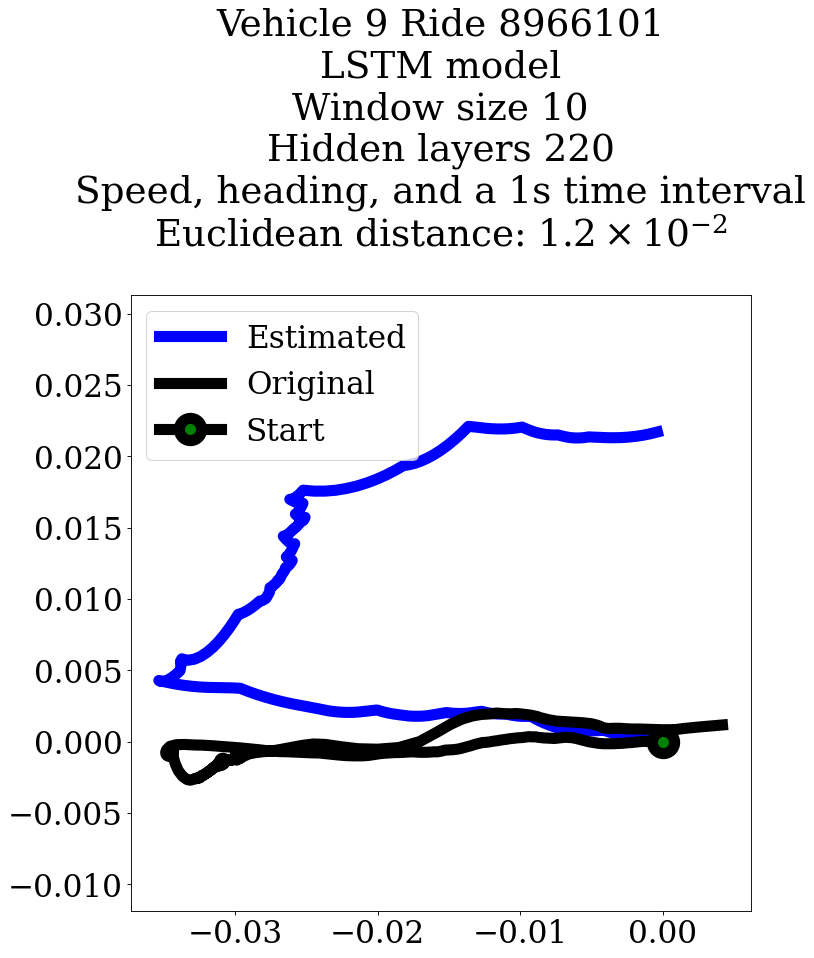 Vehicle 9 Ride 8966101
LSTM model
Window size 10
Hidden layers 220
Speed, heading, and a 1s time interval
Euclidean distance: 1.2 × 10⁻²
Estimated
Original
Start
0.030
0.025
0.020
0.015
0.010
0.005
0.000
−0.005
−0.010
−0.03 −0.02 −0.01 0.00